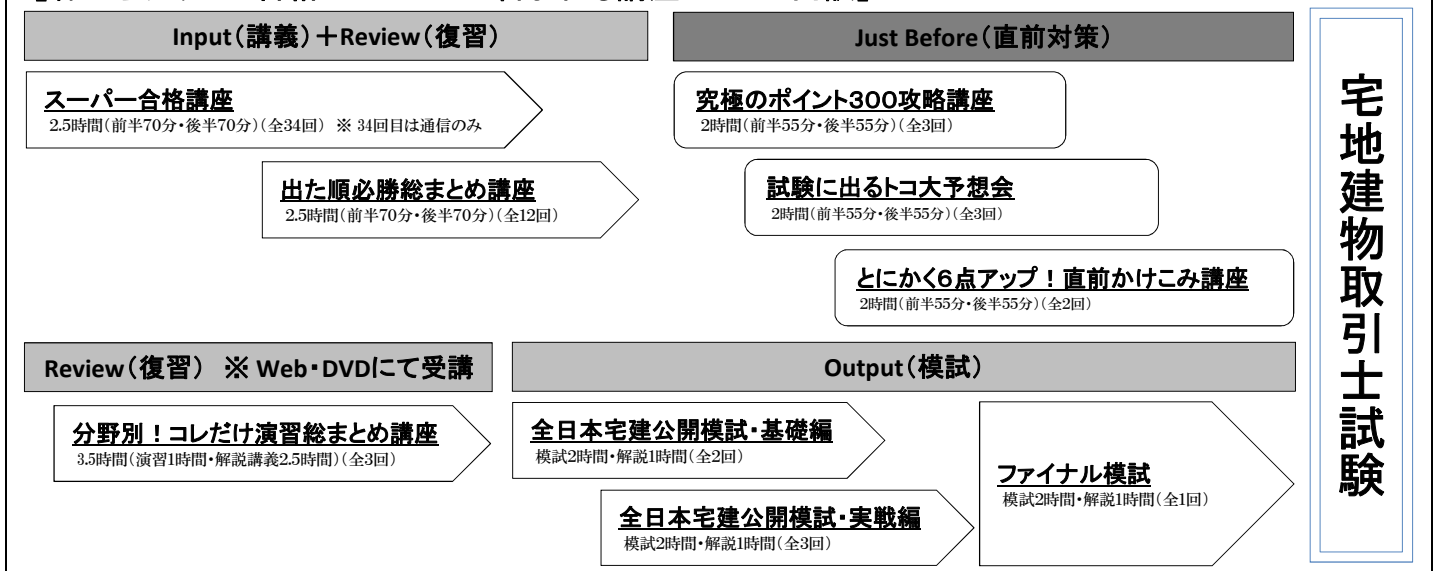 Input(講義)+Review(復習)
スーパー合格講座
2.5時間(前半70分・後半70分)(全34回) ※ 34回目は通信のみ
出た順必勝総まとめ講座
2.5時間(前半70分・後半70分)(全12回)
Just Before(直前対策)
究極のポイント300攻略講座
2時間(前半55分・後半55分)(全3回)
試験に出るトコ大予想会
2時間(前半55分・後半55分)(全3回)
とにかく6点アップ!直前かけこみ講座
2時間(前半55分・後半55分)(全2回)
Review(復習) ※ Web・DVDにて受講
分野別!コレだけ演習総まとめ講座
3.5時間(演習1時間・解説講義2.5時間)(全3回)
Output(模試)
全日本宅建公開模試・基礎編
模試2時間・解説1時間(全2回)
全日本宅建公開模試・実戦編
模試2時間・解説1時間(全3回)
ファイナル模試
模試2時間・解説1時間(全1回)
宅地建物取引士試験